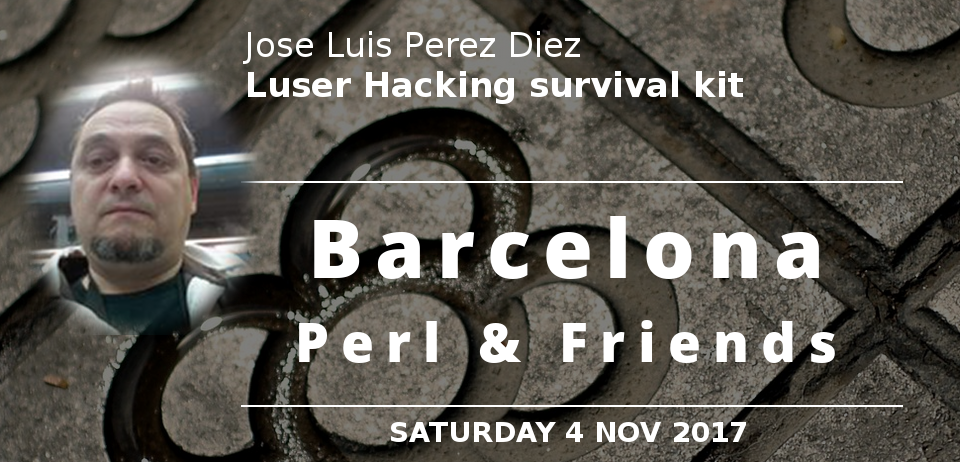 Jose Luis Perez Diez
Luser Hacking survival kit
Barcelona
Perl & Friends
SATURDAY 4 NOV 2017